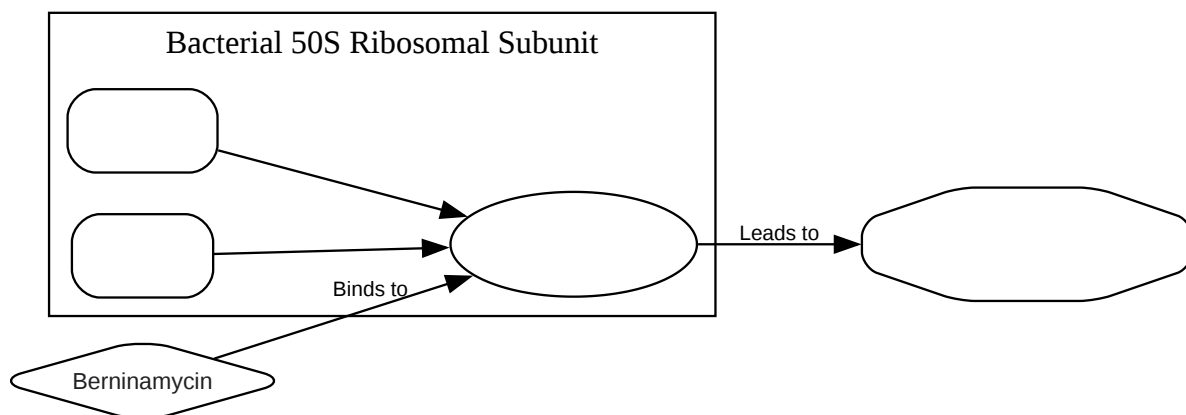 Bacterial 50S Ribosomal Subunit
Leads to
Binds to
Berninamycin